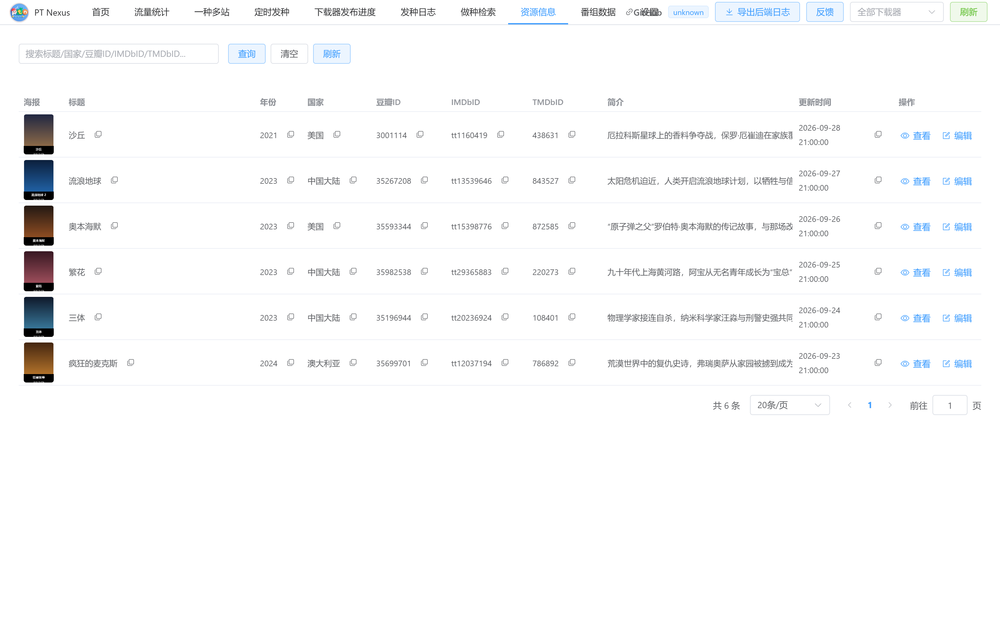 PT Nexus 首页 流量统计 一种多站 定时发种 下载器发布进度 发种日志 做种检索 资源信息 番组数据 设置 GitHub unknown 导出后端日志 反馈 全部下载器 刷新
搜索标题/国家/豆瓣ID/IMDbID/TMDbID... 查询 清空 刷新
海报 标题 年份 国家 豆瓣ID IMDbID TMDbID 简介 更新时间 操作
沙丘
沙丘 2021 美国 3001114 tt1160419 438631 厄拉科斯星球上的香料争夺战，保罗·厄崔迪在家族覆 2026-09-28 21:00:00 查看 编辑
流浪地球 2
流浪地球 2023 中国大陆 35267208 tt13539646 843527 太阳危机迫近，人类开启流浪地球计划，以牺牲与信 2026-09-27 21:00:00 查看 编辑
奥本海默
奥本海默 2023 美国 35593344 tt15398776 872585 “原子弹之父”罗伯特·奥本海默的传记故事，与那场改 2026-09-26 21:00:00 查看 编辑
繁花
繁花 2023 中国大陆 35982538 tt29365883 220273 九十年代上海黄河路，阿宝从无名青年成长为“宝总” 2026-09-25 21:00:00 查看 编辑
三体
三体 2023 中国大陆 35196944 tt20236924 108401 物理学家接连自杀，纳米科学家汪淼与刑警史强共同 2026-09-24 21:00:00 查看 编辑
狂暴女神
疯狂的麦克斯 2024 澳大利亚 35699701 tt12037194 786892 荒漠世界中的复仇史诗，弗瑞奥萨从家园被掳到成为 2026-09-23 21:00:00 查看 编辑
共 6 条 20条/页 1 前往 1 页